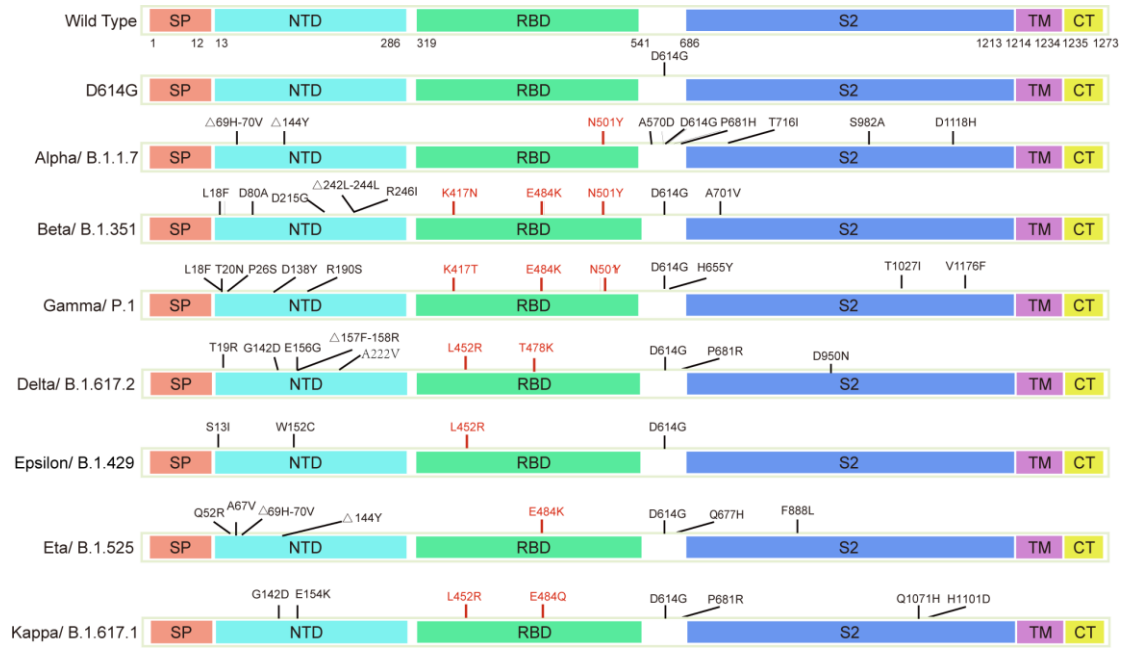 Wild Type SP NTD RBD S2 TM CT
1 12 13 286 319 541 686 1213 1214 1234 1235 1273
D614G
D614G SP NTD RBD S2 TM CT
△69H-70V △144Y N501Y A570D D614G P681H T716I S982A D1118H
Alpha/ B.1.1.7 SP NTD RBD S2 TM CT
L18F D80A D215G △242L-244L R246I K417N E484K N501Y D614G A701V
Beta/ B.1.351 SP NTD RBD S2 TM CT
L18F T20N P26S D138Y R190S K417T E484K N501Y D614G H655Y T1027I V1176F
Gamma/ P.1 SP NTD RBD S2 TM CT
T19R G142D E156G △157F-158R A222V L452R T478K D614G P681R D950N
Delta/ B.1.617.2 SP NTD RBD S2 TM CT
S13I W152C L452R D614G
Epsilon/ B.1.429 SP NTD RBD S2 TM CT
Q52R A67V △69H-70V △144Y E484K D614G Q677H F888L
Eta/ B.1.525 SP NTD RBD S2 TM CT
G142D E154K L452R E484Q D614G P681R Q1071H H1101D
Kappa/ B.1.617.1 SP NTD RBD S2 TM CT